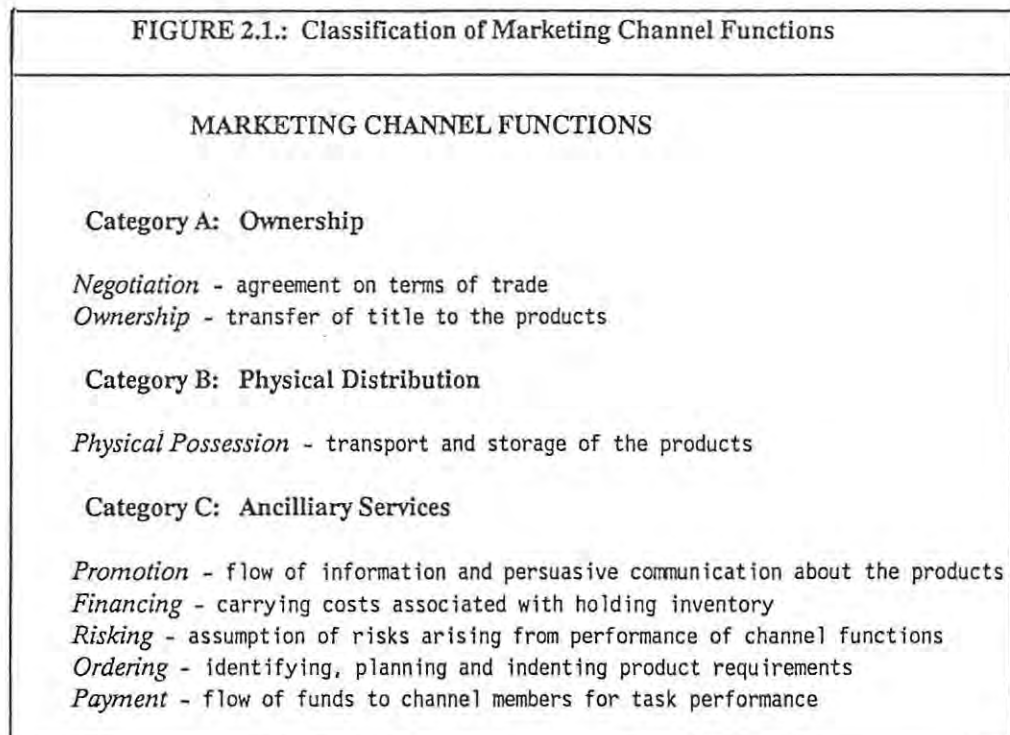 FIGURE 2.1.: Classification of Marketing Channel Functions
MARKETING CHANNEL FUNCTIONS
Category A: Ownership
Negotiation - agreement on terms of trade
Ownership - transfer of title to the products
Category B: Physical Distribution
Physical Possession - transport and storage of the products
Category C: Ancilliary Services
Promotion - flow of information and persuasive communication about the products
Financing - carrying costs associated with holding inventory
Risking - assumption of risks arising from performance of channel functions
Ordering - identifying, planning and indenting product requirements
Payment - flow of funds to channel members for task performance